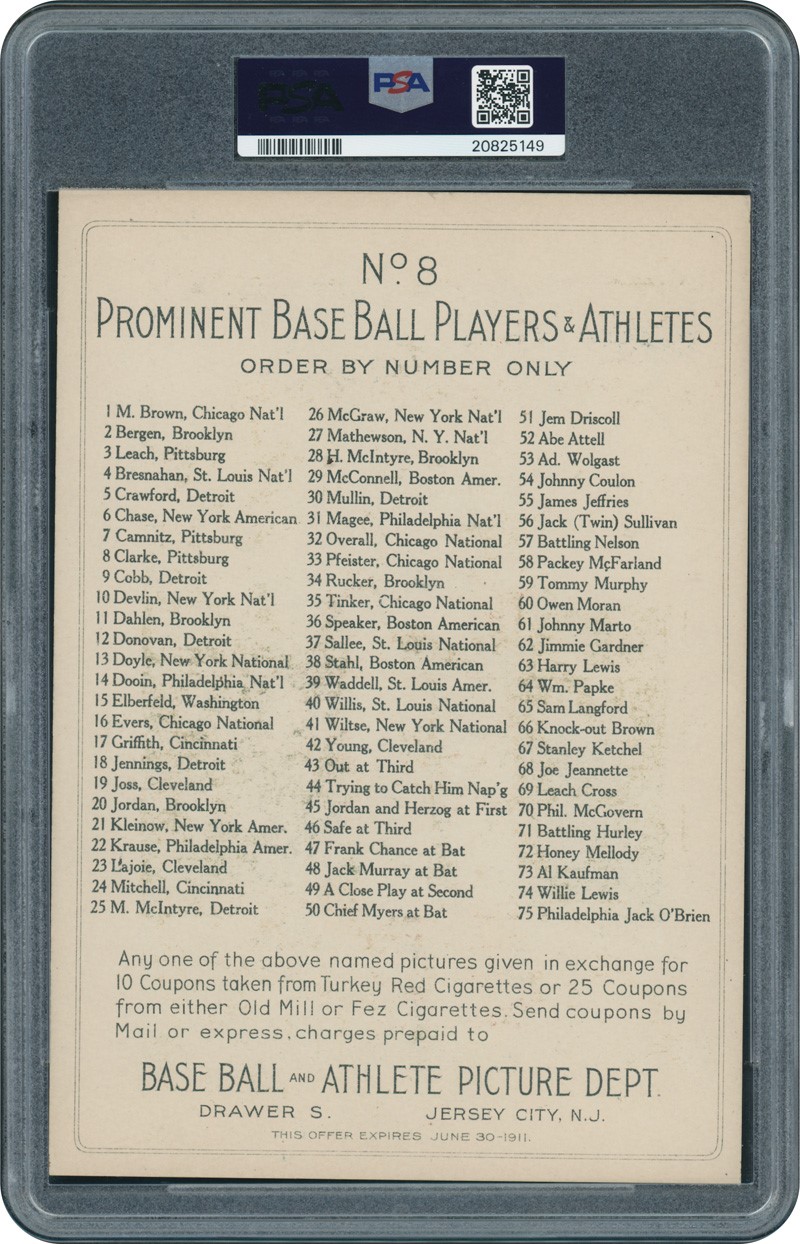 PSA
PSA
20825149
Nº 8
PROMINENT BASE BALL PLAYERS & ATHLETES
ORDER BY NUMBER ONLY
1 M. Brown, Chicago Nat'l
2 Bergen, Brooklyn
3 Leach, Pittsburg
4 Bresnahan, St. Louis Nat'l
5 Crawford, Detroit
6 Chase, New York American
7 Camnitz, Pittsburg
8 Clarke, Pittsburg
9 Cobb, Detroit
10 Devlin, New York Nat'l
11 Dahlen, Brooklyn
12 Donovan, Detroit
13 Doyle, New York National
14 Dooin, Philadelphia Nat'l
15 Elberfeld, Washington
16 Evers, Chicago National
17 Griffith, Cincinnati
18 Jennings, Detroit
19 Joss, Cleveland
20 Jordan, Brooklyn
21 Kleinow, New York Amer.
22 Krause, Philadelphia Amer.
23 Lajoie, Cleveland
24 Mitchell, Cincinnati
25 M. McIntyre, Detroit
26 McGraw, New York Nat'l
27 Mathewson, N. Y. Nat'l
28 H. McIntyre, Brooklyn
29 McConnell, Boston Amer.
30 Mullin, Detroit
31 Magee, Philadelphia Nat'l
32 Overall, Chicago National
33 Pfeister, Chicago National
34 Rucker, Brooklyn
35 Tinker, Chicago National
36 Speaker, Boston American
37 Sallee, St. Louis National
38 Stahl, Boston American
39 Waddell, St. Louis Amer.
40 Willis, St. Louis National
41 Wiltse, New York National
42 Young, Cleveland
43 Out at Third
44 Trying to Catch Him Nap'g
45 Jordan and Herzog at First
46 Safe at Third
47 Frank Chance at Bat
48 Jack Murray at Bat
49 A Close Play at Second
50 Chief Myers at Bat
51 Jem Driscoll
52 Abe Attell
53 Ad. Wolgast
54 Johnny Coulon
55 James Jeffries
56 Jack (Twin) Sullivan
57 Battling Nelson
58 Packey McFarland
59 Tommy Murphy
60 Owen Moran
61 Johnny Marto
62 Jimmie Gardner
63 Harry Lewis
64 Wm. Papke
65 Sam Langford
66 Knock-out Brown
67 Stanley Ketchel
68 Joe Jeannette
69 Leach Cross
70 Phil. McGovern
71 Battling Hurley
72 Honey Mellody
73 Al Kaufman
74 Willie Lewis
75 Philadelphia Jack O'Brien
Any one of the above named pictures given in exchange for
10 Coupons taken from Turkey Red Cigarettes or 25 Coupons
from either Old Mill or Fez Cigarettes. Send coupons by
Mail or express, charges prepaid to
BASE BALL AND ATHLETE PICTURE DEPT.
DRAWER S. JERSEY CITY, N.J.
THIS OFFER EXPIRES JUNE 30-1911.